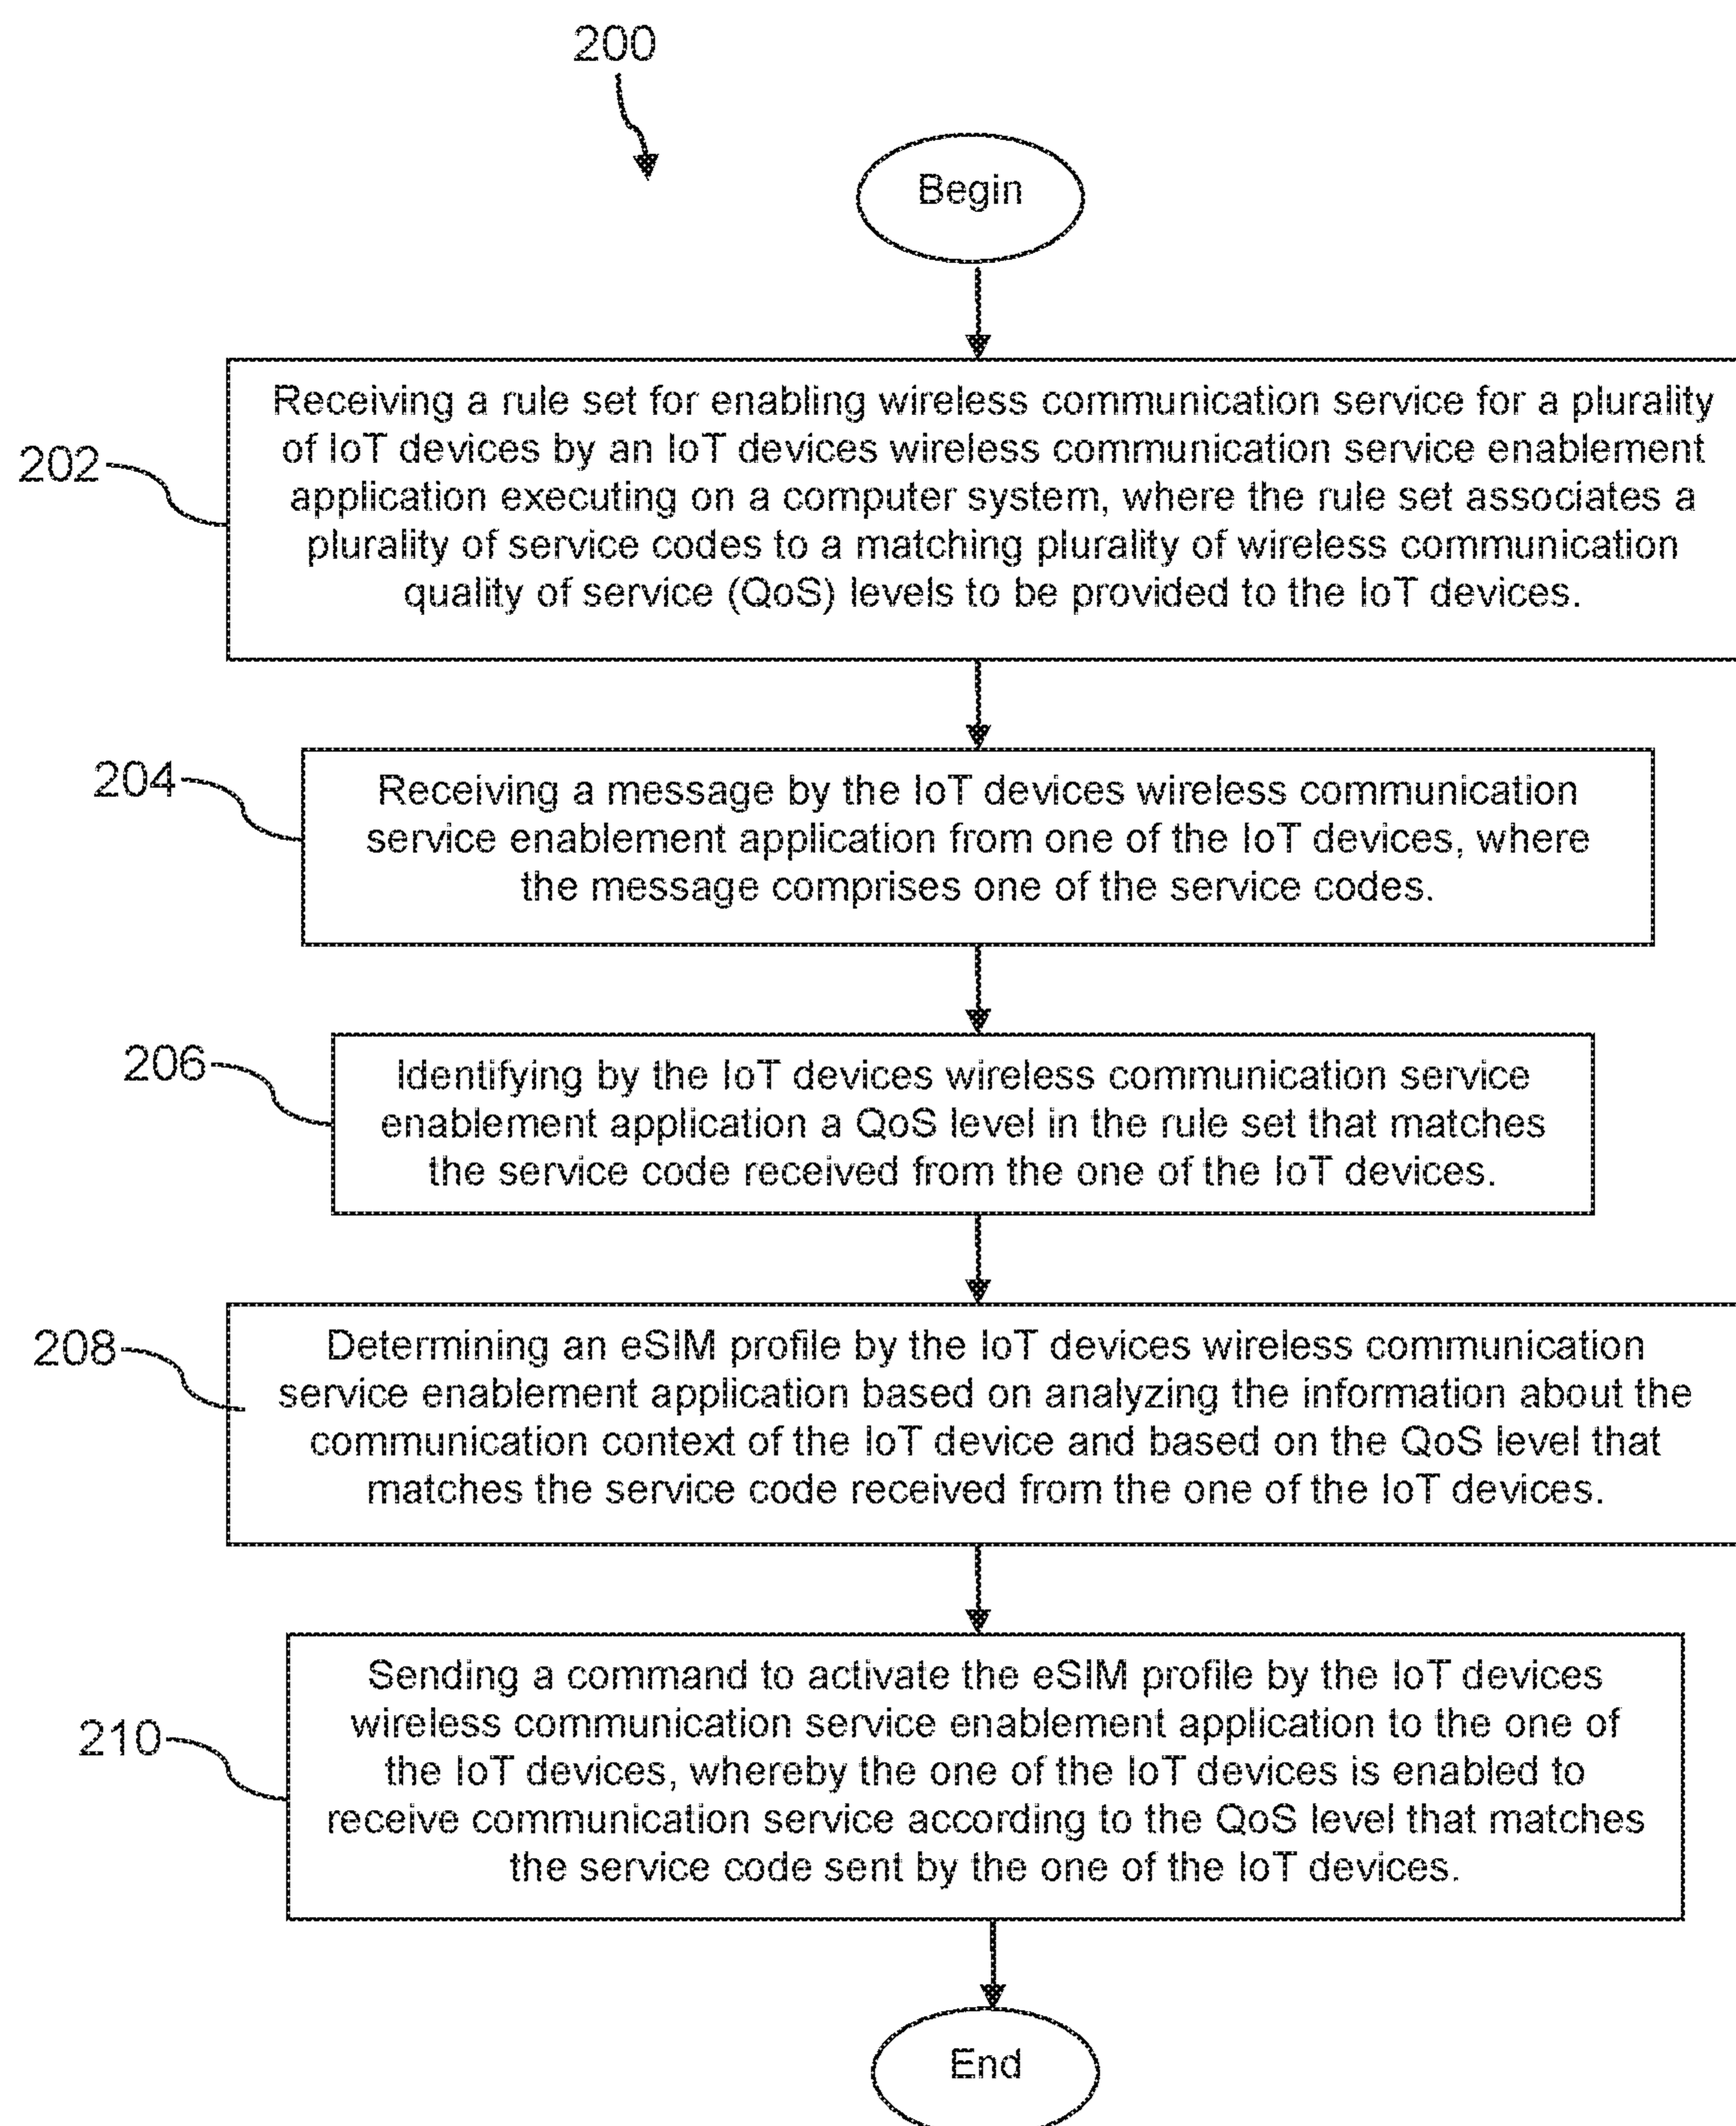 200
Begin
202
Receiving a rule set for enabling wireless communication service for a plurality
of IoT devices by an IoT devices wireless communication service enablement
application executing on a computer system, where the rule set associates a
plurality of service codes to a matching plurality of wireless communication
quality of service (QoS) levels to be provided to the IoT devices.
204
Receiving a message by the IoT devices wireless communication
service enablement application from one of the IoT devices, where
the message comprises one of the service codes.
206
Identifying by the IoT devices wireless communication service
enablement application a QoS level in the rule set that matches
the service code received from the one of the IoT devices.
208
Determining an eSIM profile by the IoT devices wireless communication
service enablement application based on analyzing the information about the
communication context of the IoT device and based on the QoS level that
matches the service code received from the one of the IoT devices.
210
Sending a command to activate the eSIM profile by the IoT devices
wireless communication service enablement application to the one of
the IoT devices, whereby the one of the IoT devices is enabled to
receive communication service according to the QoS level that matches
the service code sent by the one of the IoT devices.
End